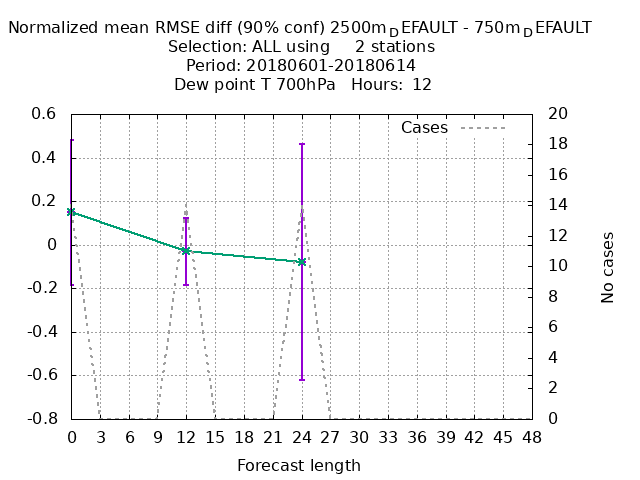 Normalized mean RMSE diff (90% conf) 2500mDEFAULT - 750mDEFAULT
Selection: ALL using 2 stations
Period: 20180601-20180614
Dew point T 700hPa Hours: 12
Cases
0.6
0.4
0.2
0
-0.2
-0.4
-0.6
-0.8
20
18
16
14
12
10
8
6
4
2
0
No cases
0 3 6 9 12 15 18 21 24 27 30 33 36 39 42 45 48
Forecast length